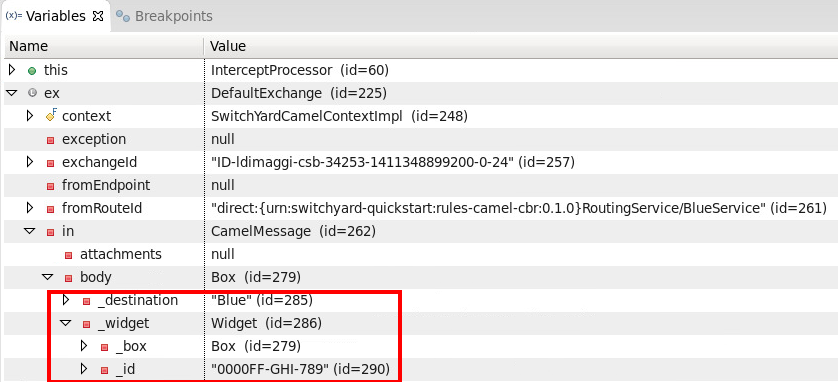 (x)= Variables Breakpoints
Name Value
this InterceptProcessor (id=60)
ex DefaultExchange (id=225)
context SwitchYardCamelContextImpl (id=248)
exception null
exchangeId "ID-ldimaggi-csb-34253-1411348899200-0-24" (id=257)
fromEndpoint null
fromRouteId "direct:{urn:switchyard-quickstart:rules-camel-cbr:0.1.0}RoutingService/BlueService" (id=261)
in CamelMessage (id=262)
attachments null
body Box (id=279)
_destination "Blue" (id=285)
_widget Widget (id=286)
_box Box (id=279)
_id "0000FF-GHI-789" (id=290)